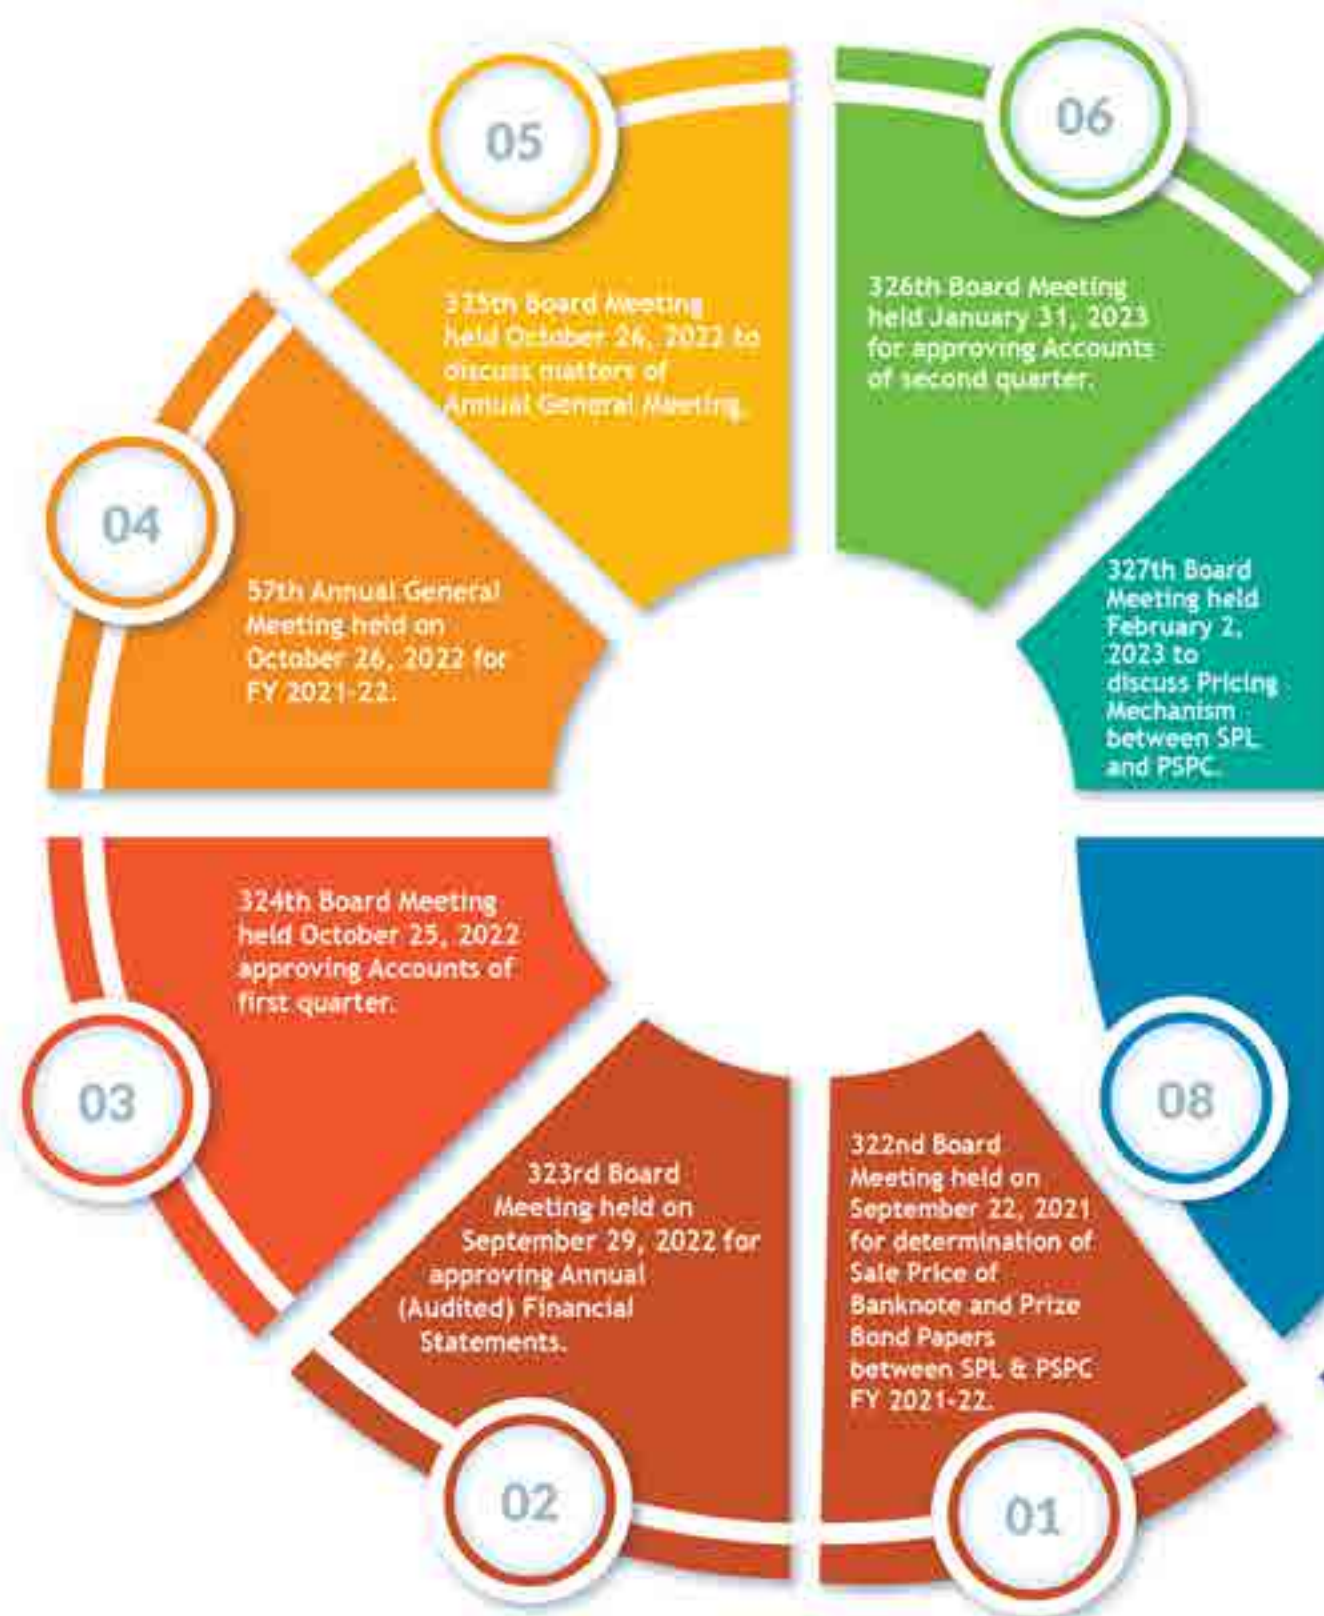 05
325th Board Meeting
held October 26, 2022 to
discuss matters of
Annual General Meeting.
06
326th Board Meeting
held January 31, 2023
for approving Accounts
of second quarter.
04
57th Annual General
Meeting held on
October 26, 2022 for
FY 2021-22.
327th Board
Meeting held
February 2,
2023 to
discuss Pricing
Mechanism
between SPL
and PSPC.
324th Board Meeting
held October 25, 2022
approving Accounts of
first quarter.
03
08
323rd Board
Meeting held on
September 29, 2022 for
approving Annual
(Audited) Financial
Statements.
02
322nd Board
Meeting held on
September 22, 2021
for determination of
Sale Price of
Banknote and Prize
Bond Papers
between SPL & PSPC
FY 2021-22.
01